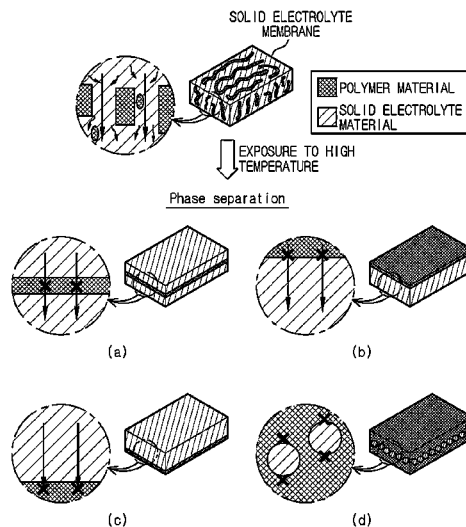 SOLID ELECTROLYTE
MEMBRANE
POLYMER MATERIAL
SOLID ELECTROLYTE
MATERIAL
EXPOSURE TO HIGH
TEMPERATURE
Phase separation
(a)
(b)
(c)
(d)